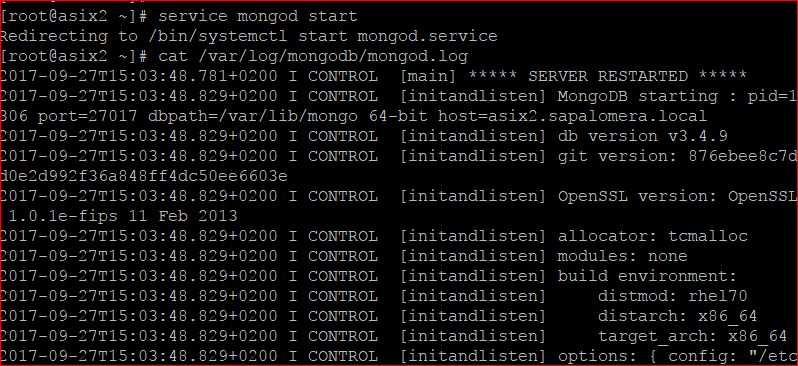 [root@asix2 ~]# service mongod start
Redirecting to /bin/systemctl start mongod.service
[root@asix2 ~]# cat /var/log/mongodb/mongod.log
2017-09-27T15:03:48.781+0200 I CONTROL  [main] ***** SERVER RESTARTED *****
2017-09-27T15:03:48.829+0200 I CONTROL  [initandlisten] MongoDB starting : pid=1
306 port=27017 dbpath=/var/lib/mongo 64-bit host=asix2.sapalomera.local
2017-09-27T15:03:48.829+0200 I CONTROL  [initandlisten] db version v3.4.9
2017-09-27T15:03:48.829+0200 I CONTROL  [initandlisten] git version: 876ebee8c7d
d0e2d992f36a848ff4dc50ee6603e
2017-09-27T15:03:48.829+0200 I CONTROL  [initandlisten] OpenSSL version: OpenSSL
 1.0.1e-fips 11 Feb 2013
2017-09-27T15:03:48.829+0200 I CONTROL  [initandlisten] allocator: tcmalloc
2017-09-27T15:03:48.829+0200 I CONTROL  [initandlisten] modules: none
2017-09-27T15:03:48.829+0200 I CONTROL  [initandlisten] build environment:
2017-09-27T15:03:48.829+0200 I CONTROL  [initandlisten]     distmod: rhel70
2017-09-27T15:03:48.829+0200 I CONTROL  [initandlisten]     distarch: x86_64
2017-09-27T15:03:48.829+0200 I CONTROL  [initandlisten]     target_arch: x86_64
2017-09-27T15:03:48.829+0200 I CONTROL  [initandlisten] options: { config: "/etc